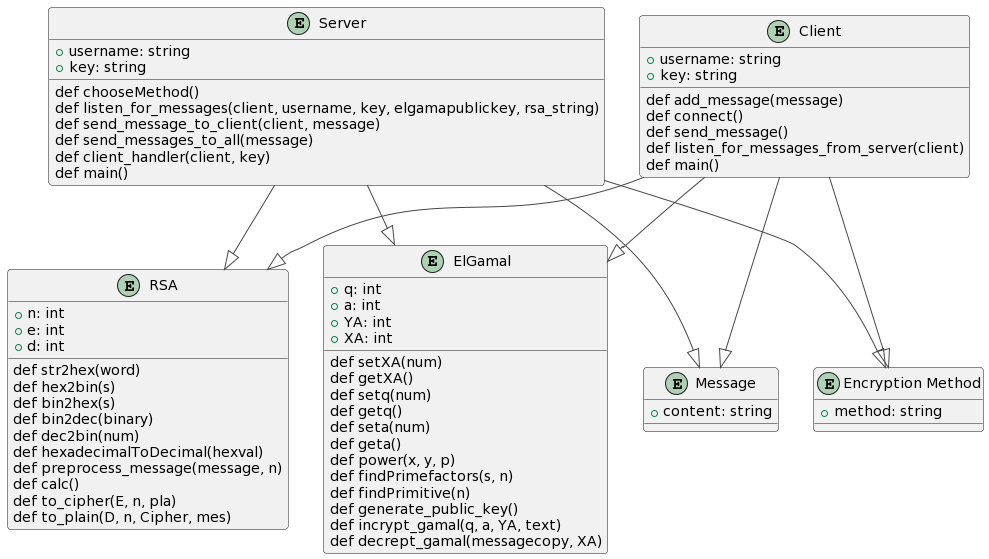 E Server
username: string
key: string
def chooseMethod()
def listen_for_messages(client, username, key, elgamapublickey, rsa_string)
def send_message_to_client(client, message)
def send_messages_to_all(message)
def client_handler(client, key)
def main()
E Client
username: string
key: string
def add_message(message)
def connect()
def send_message()
def listen_for_messages_from_server(client)
def main()
E RSA
n: int
e: int
d: int
def str2hex(word)
def hex2bin(s)
def bin2hex(s)
def bin2dec(binary)
def dec2bin(num)
def hexadecimalToDecimal(hexval)
def preprocess_message(message, n)
def calc()
def to_cipher(E, n, pla)
def to_plain(D, n, Cipher, mes)
E ElGamal
q: int
a: int
YA: int
XA: int
def setXA(num)
def getXA()
def setq(num)
def getq()
def seta(num)
def geta()
def power(x, y, p)
def findPrimefactors(s, n)
def findPrimitive(n)
def generate_public_key()
def incrypt_gamal(q, a, YA, text)
def decrept_gamal(messagecopy, XA)
E Message
content: string
E Encryption Method
method: string